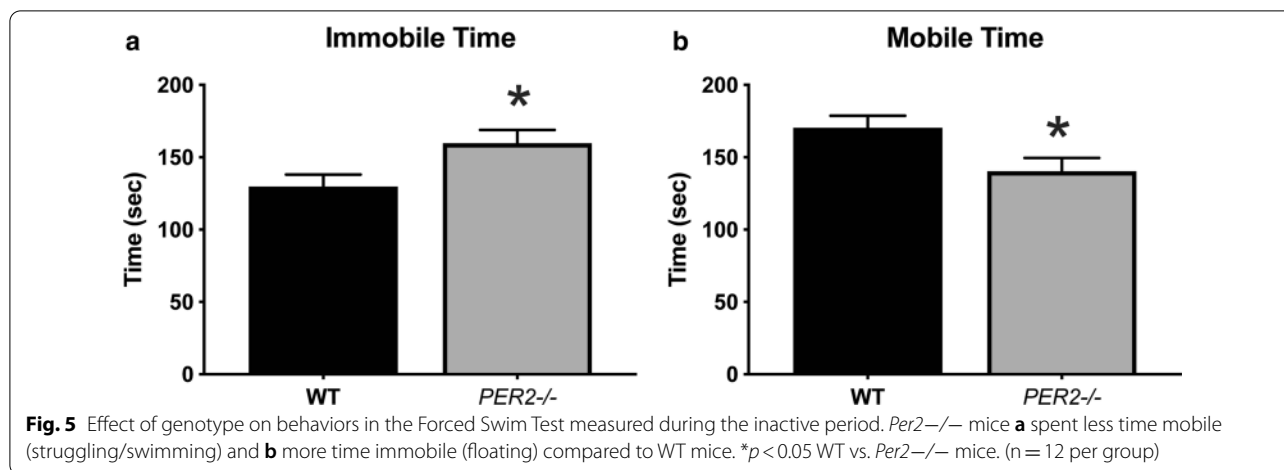 a Immobile Time
200
150
100
50
0
Time (sec)
*
WT PER2-/-
b Mobile Time
200
150
100
50
0
Time (sec)
*
WT PER2-/-
Fig. 5 Effect of genotype on behaviors in the Forced Swim Test measured during the inactive period. Per2−/− mice a spent less time mobile
(struggling/swimming) and b more time immobile (floating) compared to WT mice. *p < 0.05 WT vs. Per2−/− mice. (n = 12 per group)